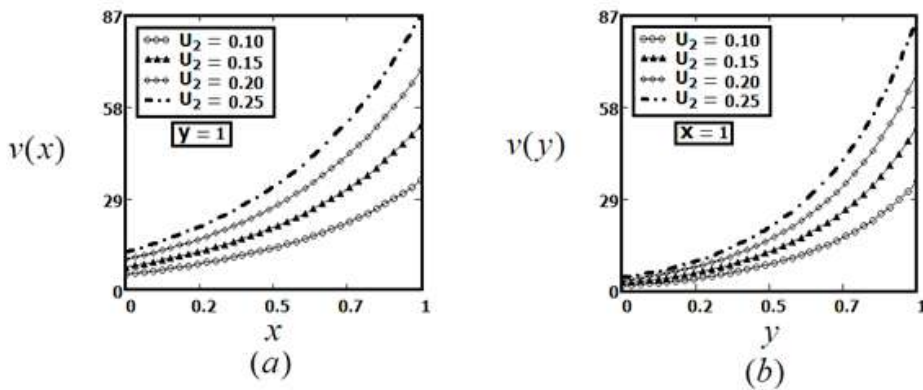 87
58
29
0
v(x)
U2 = 0.10
U2 = 0.15
U2 = 0.20
U2 = 0.25
y = 1
0 0.2 0.5 0.7 1
x
(a)
87
58
29
0
v(y)
U2 = 0.10
U2 = 0.15
U2 = 0.20
U2 = 0.25
x = 1
0 0.2 0.5 0.7 1
y
(b)